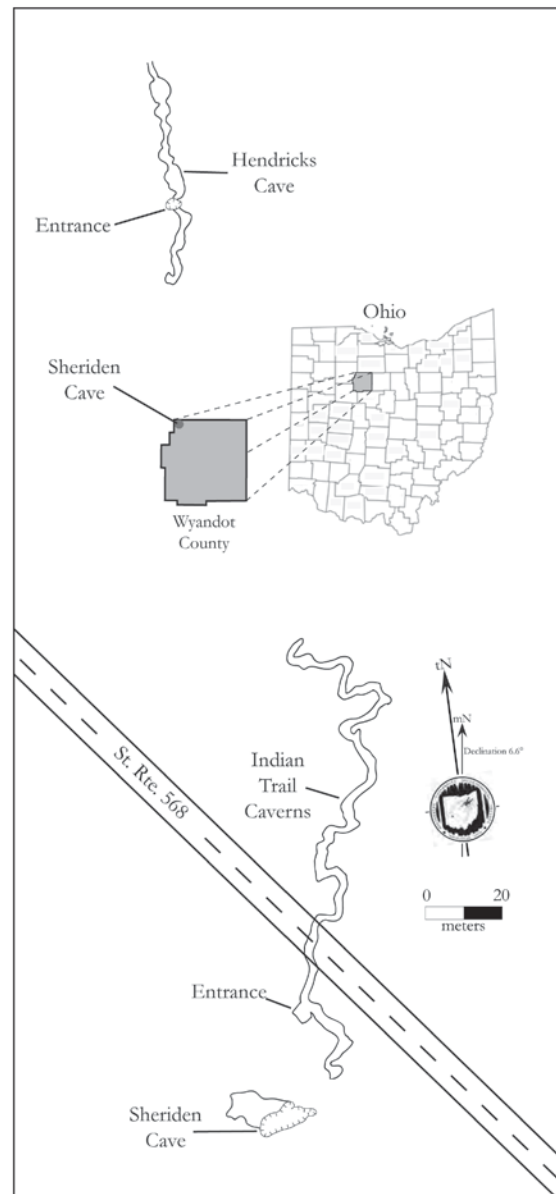 Hendricks
Cave
Entrance
Ohio
Sheriden
Cave
Wyandot
County
tN
mN
Declination 6.6°
Indian
Trail
Caverns
St. Rte. 568
0 20
meters
Entrance
Sheriden
Cave